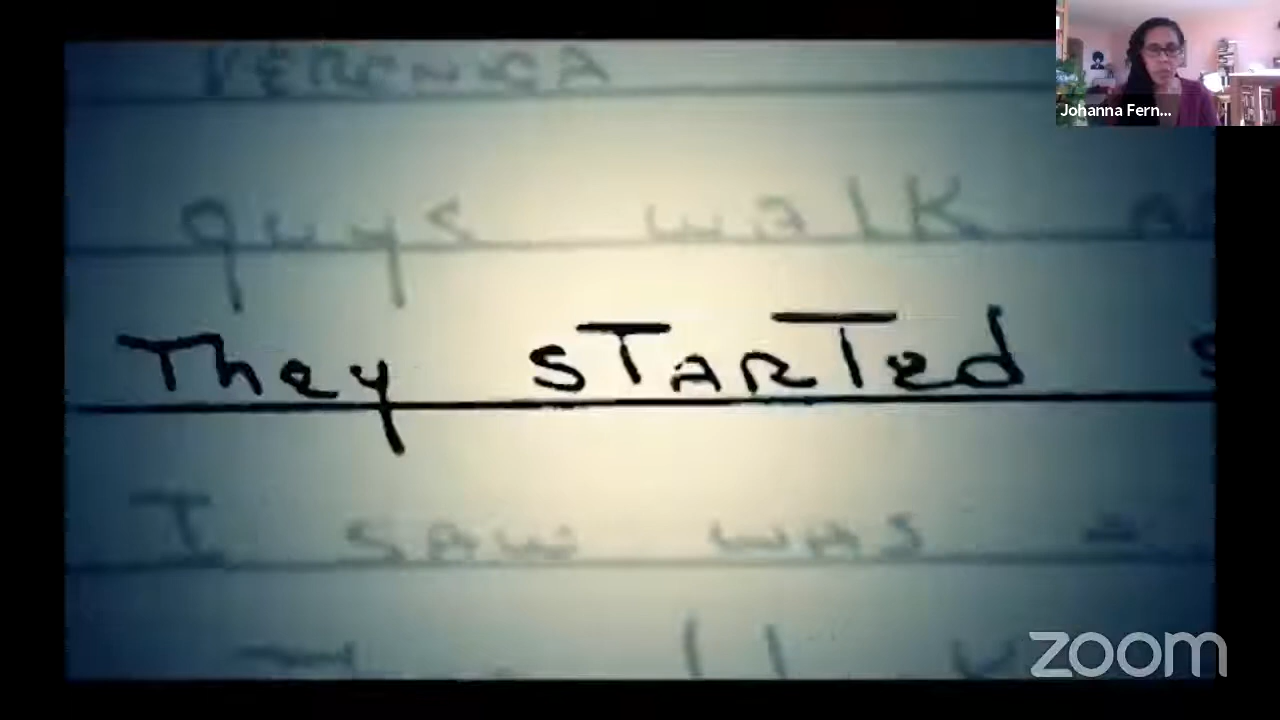 Johanna Fern...
VERONICA
guys walk
They sTARTed
I SAW WAS
zoom